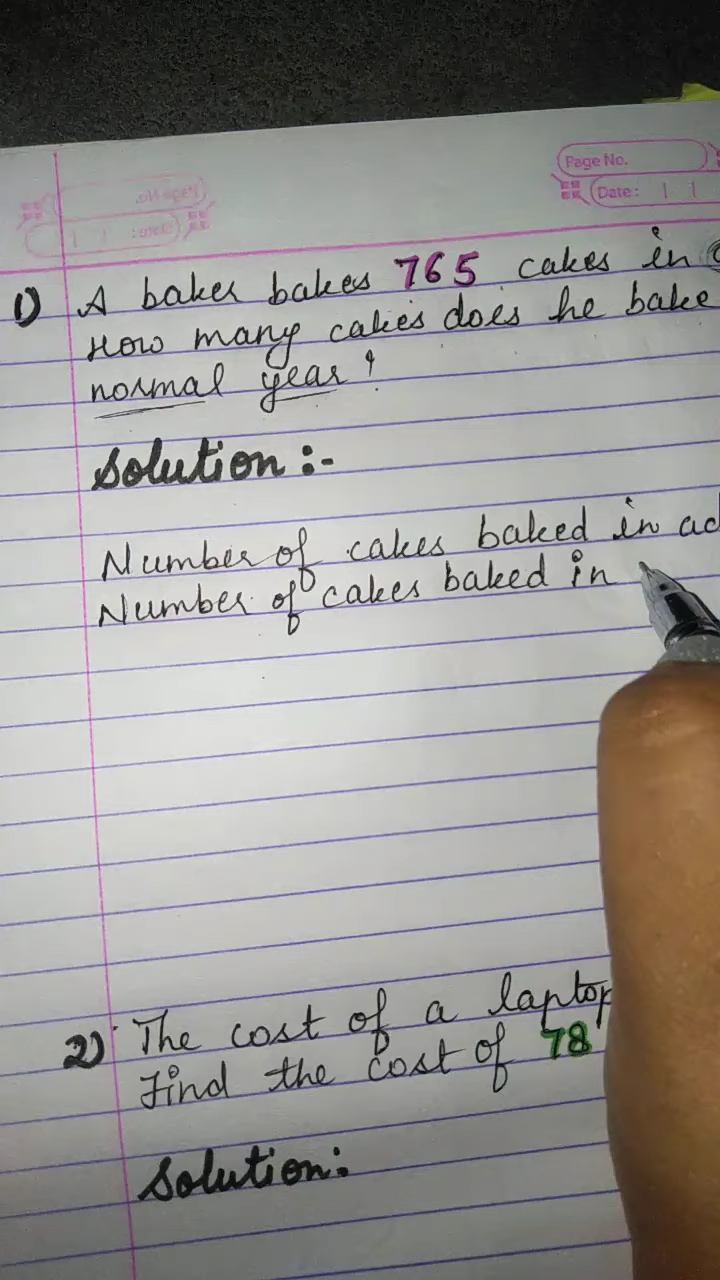 Page No.
Date:
1) A baker bakes 765 cakes in
How many cakes does he bake
normal year?
Solution :-
Number of cakes baked in
Number of cakes baked in
2) The cost of a laptop
Find the cost of 78
Solution: